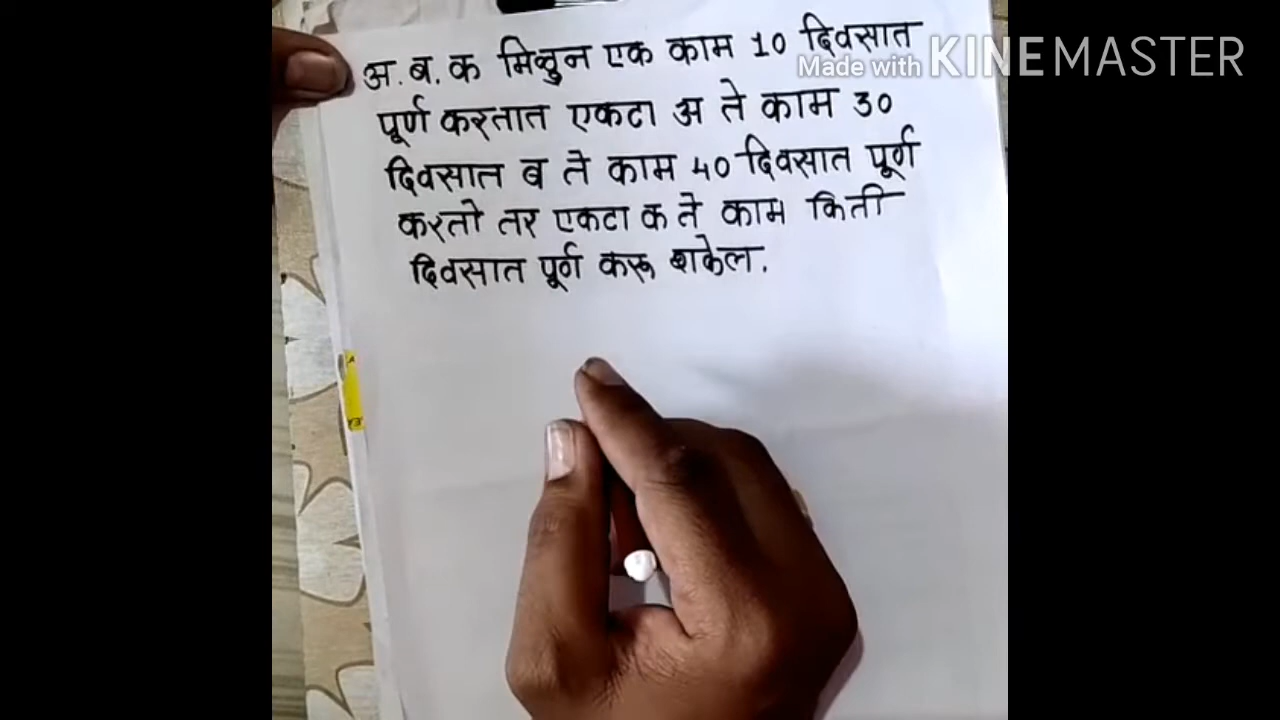 अ. ब. क मिळुन एक काम 10 दिवसात
Made with KINEMASTER
पूर्ण करतात एकटा अ ते काम 30
दिवसात ब ते काम 40 दिवसात पूर्ण
करतो तर एकटा क ते काम किती
दिवसात पूर्ण करू शकेल.